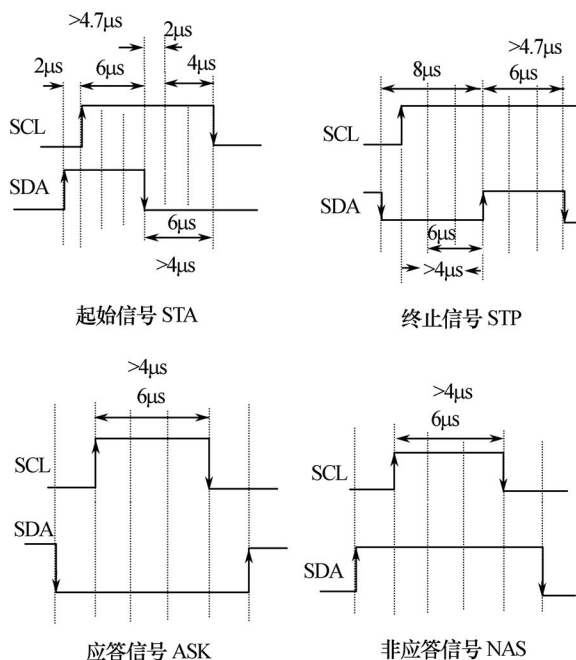 >4.7μs
2μs
2μs
6μs
4μs
SCL
SDA
6μs
>4μs
起始信号 STA
>4.7μs
8μs
6μs
SCL
SDA
6μs
>4μs
终止信号 STP
>4μs
6μs
SCL
SDA
应答信号 ASK
>4μs
6μs
SCL
SDA
非应答信号 NAS